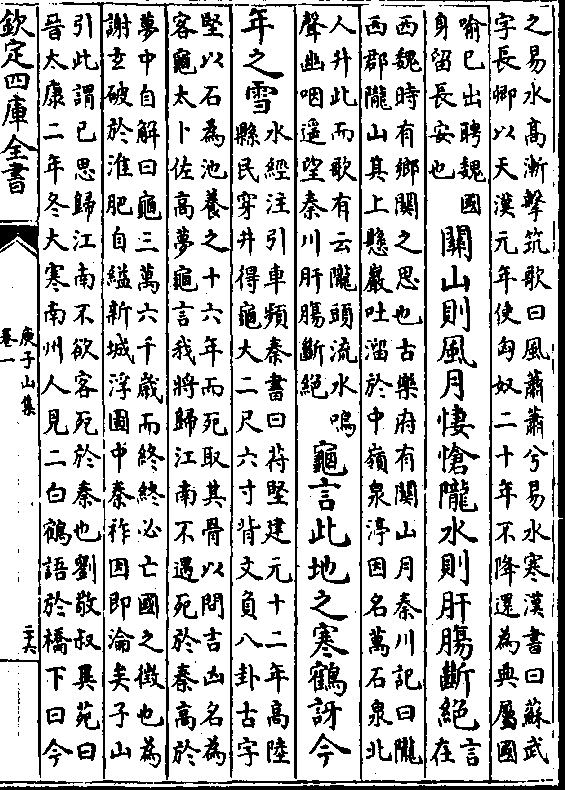 之易水高漸擊筑歌曰風蕭蕭兮易水寒漢書曰蘇武
字長卿以天漢元年使匈奴二十年不降還為典屬國
喻巳出聘魏國
身留長安也
關山則風月悽愴隴水則肝腸斷絶
言
在
西魏時有鄉關之思也古樂府有關山月秦川記曰隴
西郡隴山其上懸巖吐溜於中嶺泉渟因名萬石泉北
人升此而歌有云隴頭流水嗚
聲幽咽遥望秦川肝腸斷絶
龜言此地之寒鶴訝今
年之雪
水經注引車頻秦書曰苻堅建元十二年高陸
縣民穿井得龜大二尺六寸背文負八卦古字
堅以石為池養之十六年而死取其骨以問吉凶名為
客龜太卜佐高夢龜言我將歸江南不遇死於秦高於
夢中自解曰龜三萬六千歲而終終必亡國之徵也為
謝玄破於淮肥自縊新城浮圖中秦祚因即淪矣子山
引此謂已思歸江南不欲客死於秦也劉敬叔異苑曰
晉太康二年冬大寒南州人見二白鶴語於橋下曰今
欽定四庫全書
庾子山集
卷一
二十六